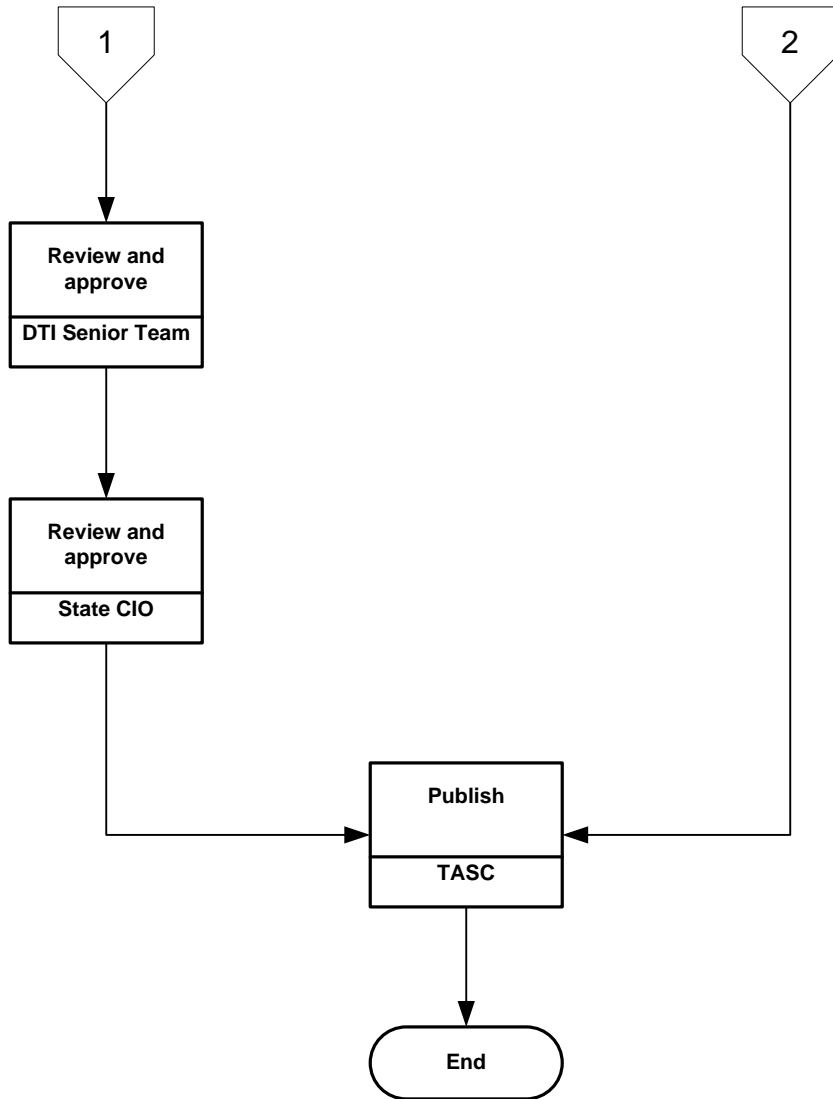 1
2
Review and
approve
DTI Senior Team
Review and
approve
State CIO
Publish
TASC
End